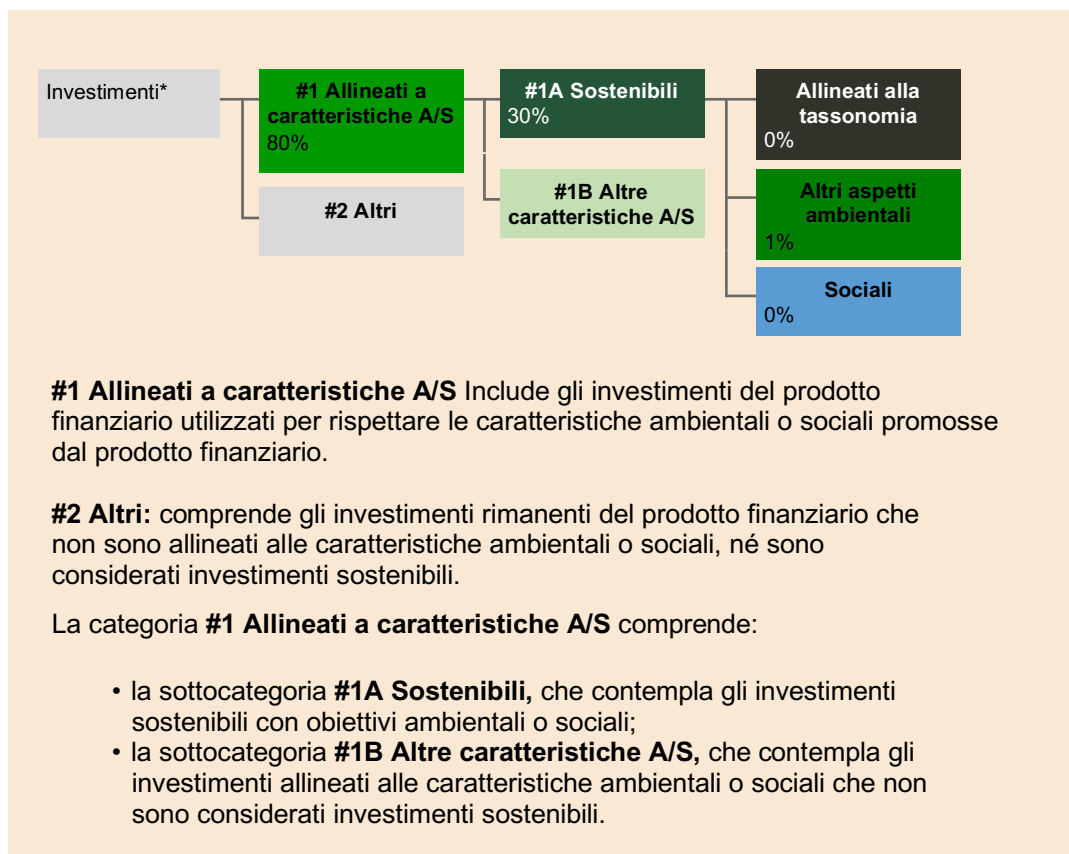 Investimenti*
#1 Allineati a
caratteristiche A/S
80%
#2 Altri
#1A Sostenibili
30%
#1B Altre
caratteristiche A/S
Allineati alla
tassonomia
0%
Altri aspetti
ambientali
1%
Sociali
0%
#1 Allineati a caratteristiche A/S Include gli investimenti del prodotto
finanziario utilizzati per rispettare le caratteristiche ambientali o sociali promosse
dal prodotto finanziario.
#2 Altri: comprende gli investimenti rimanenti del prodotto finanziario che
non sono allineati alle caratteristiche ambientali o sociali, né sono
considerati investimenti sostenibili.
La categoria #1 Allineati a caratteristiche A/S comprende:
• la sottocategoria #1A Sostenibili, che contempla gli investimenti
sostenibili con obiettivi ambientali o sociali;
• la sottocategoria #1B Altre caratteristiche A/S, che contempla gli
investimenti allineati alle caratteristiche ambientali o sociali che non
sono considerati investimenti sostenibili.